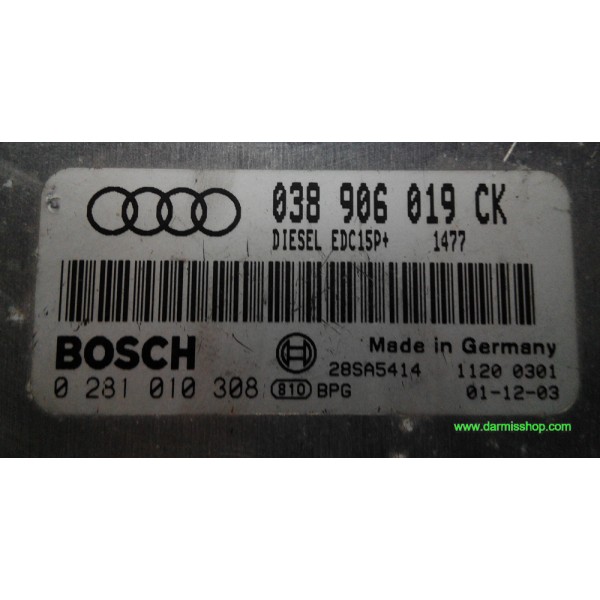 038 906 019 CK
DIESEL EDC15P+ 1477
BOSCH
Made in Germany
28SA5414 1120 0301
0 281 010 308 810 BPG 01-12-03
www.darmisshop.com